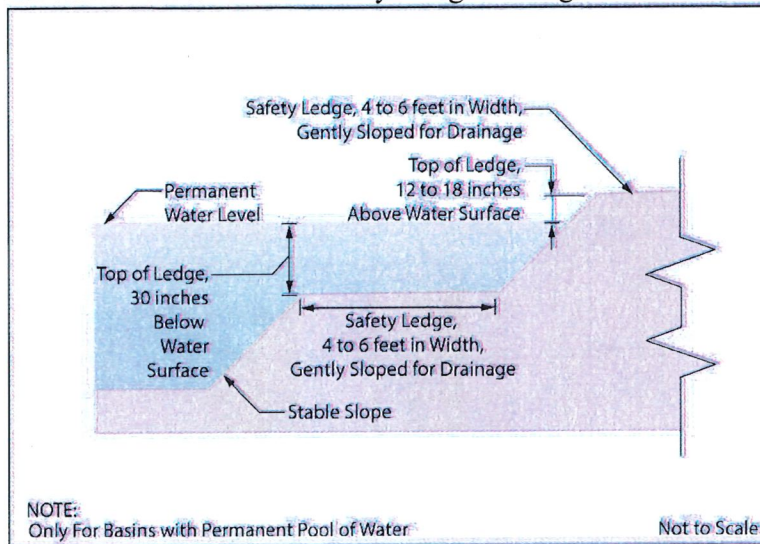 Safety Ledge, 4 to 6 feet in Width,
Gently Sloped for Drainage
Top of Ledge,
12 to 18 inches
Above Water Surface
Permanent
Water Level
Top of Ledge,
30 inches
Below
Water
Surface
Safety Ledge,
4 to 6 feet in Width,
Gently Sloped for Drainage
Stable Slope
NOTE:
Only For Basins with Permanent Pool of Water
Not to Scale